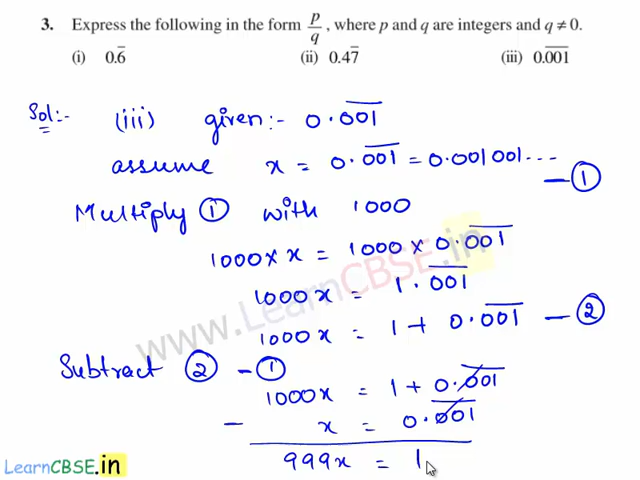 3. Express the following in the form p/q, where p and q are integers and q ≠ 0.
(i) 0.6̅ (ii) 0.47̅ (iii) 0.0̅0̅1̅
Sol:- (iii) given:- 0.0̅0̅1̅
assume x = 0.0̅0̅1̅ = 0.001001... — ①
Multiply ① with 1000
1000 × x = 1000 × 0.0̅0̅1̅
1000x = 1.0̅0̅1̅
1000x = 1 + 0.0̅0̅1̅ — ②
Subtract ② - ①
1000x = 1 + 0.0̅0̅1̅
- x = 0.0̅0̅1̅
999x = 1
www.LearnCBSE.in
LearnCBSE.in